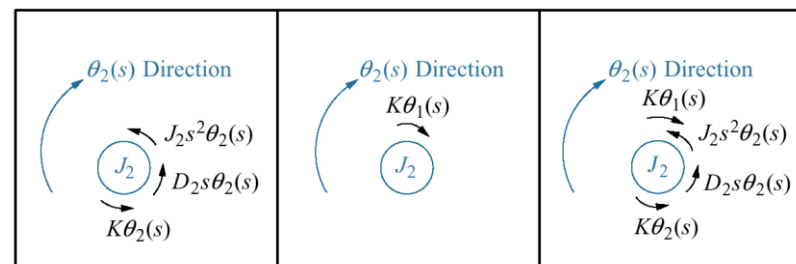 θ₂(s) Direction
J₂s²θ₂(s)
J₂
D₂sθ₂(s)
Kθ₂(s)
θ₂(s) Direction
Kθ₁(s)
J₂
θ₂(s) Direction
Kθ₁(s)
J₂s²θ₂(s)
J₂
D₂sθ₂(s)
Kθ₂(s)